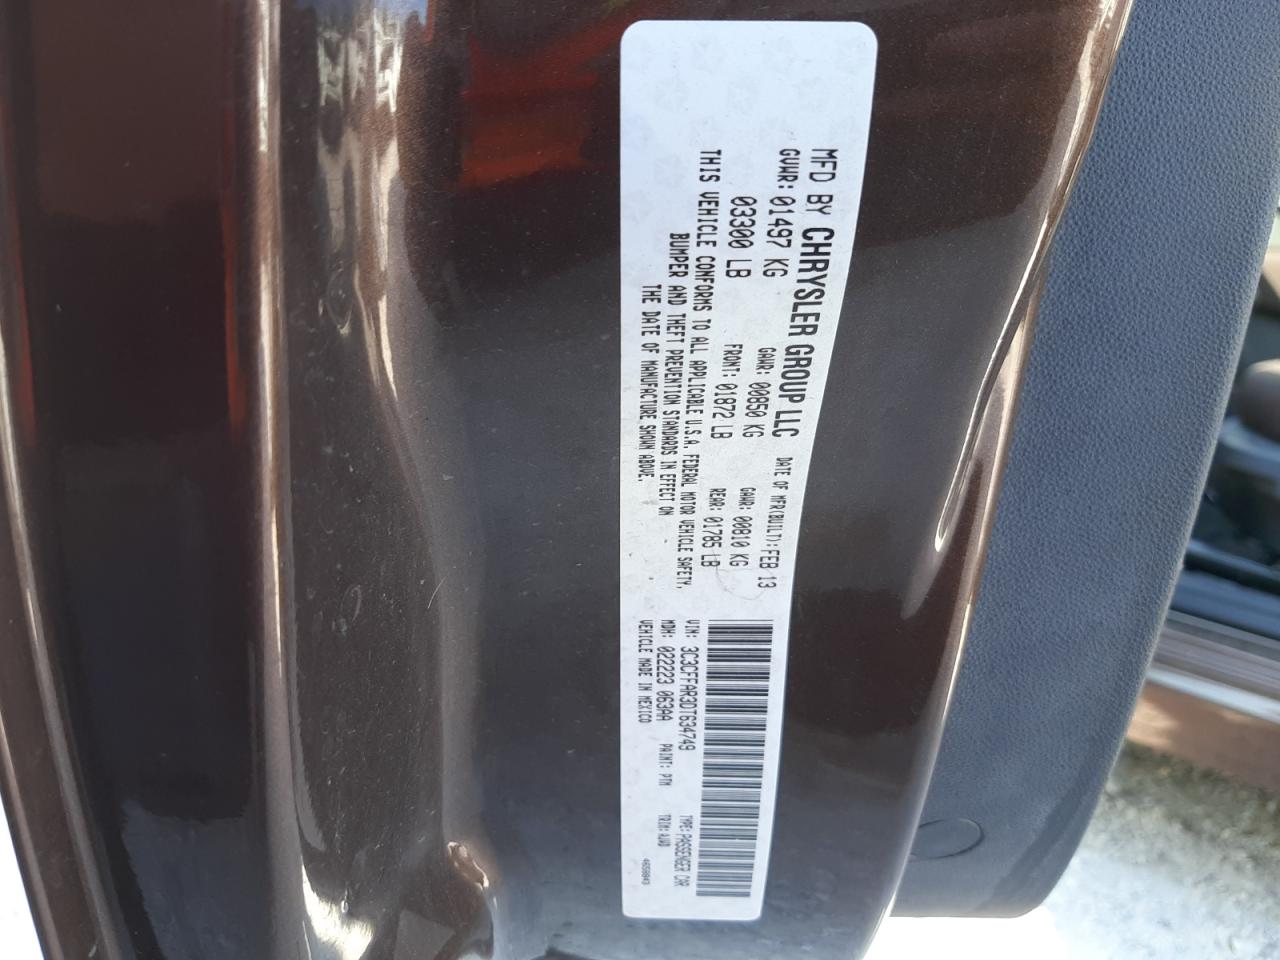 MFD BY CHRYSLER GROUP LLC DATE OF MFR(BUILT): FEB 13
GVWR: 01497 KG GAWR: 00850 KG GAWR: 00810 KG
03300 LB FRONT: 01872 LB REAR: 01785 LB
THIS VEHICLE CONFORMS TO ALL APPLICABLE U.S.A. FEDERAL MOTOR VEHICLE SAFETY,
BUMPER AND THEFT PREVENTION STANDARDS IN EFFECT ON
THE DATE OF MANUFACTURE SHOWN ABOVE.
VIN: 3C3CFFAR3DT634749 TYPE: PASSENGER CAR
MDH: 022223 063AA PAINT: PTM TRIM:
VEHICLE MADE IN MEXICO